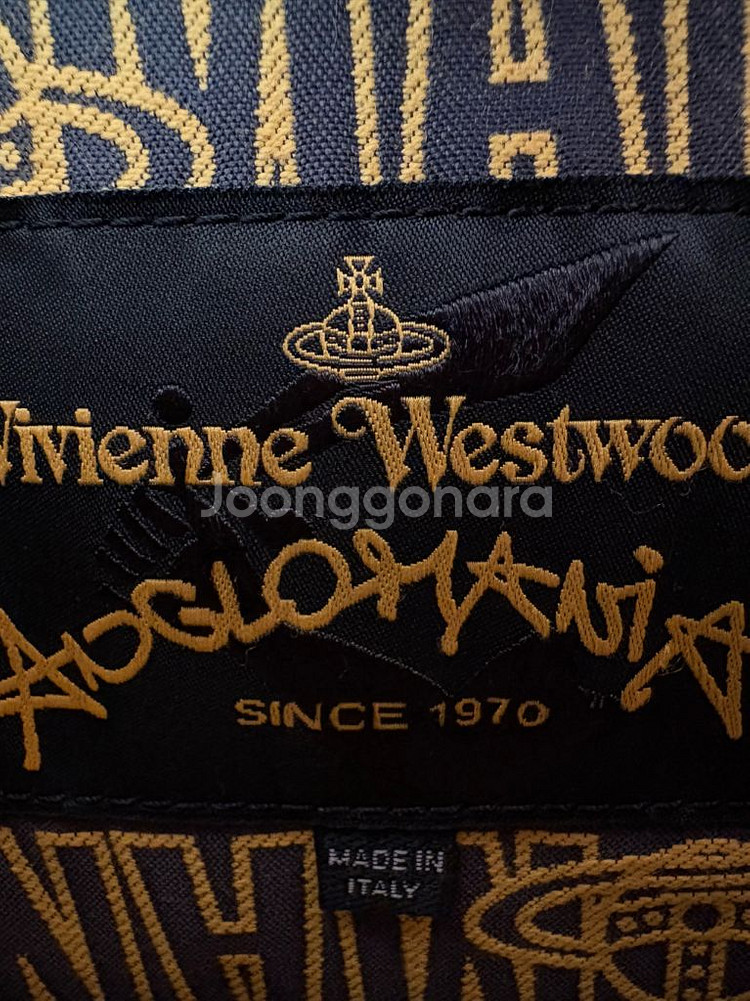 Vivienne Westwoo
Joonggonara
ANGLOMANiA
SINCE 1970
MADE IN
ITALY